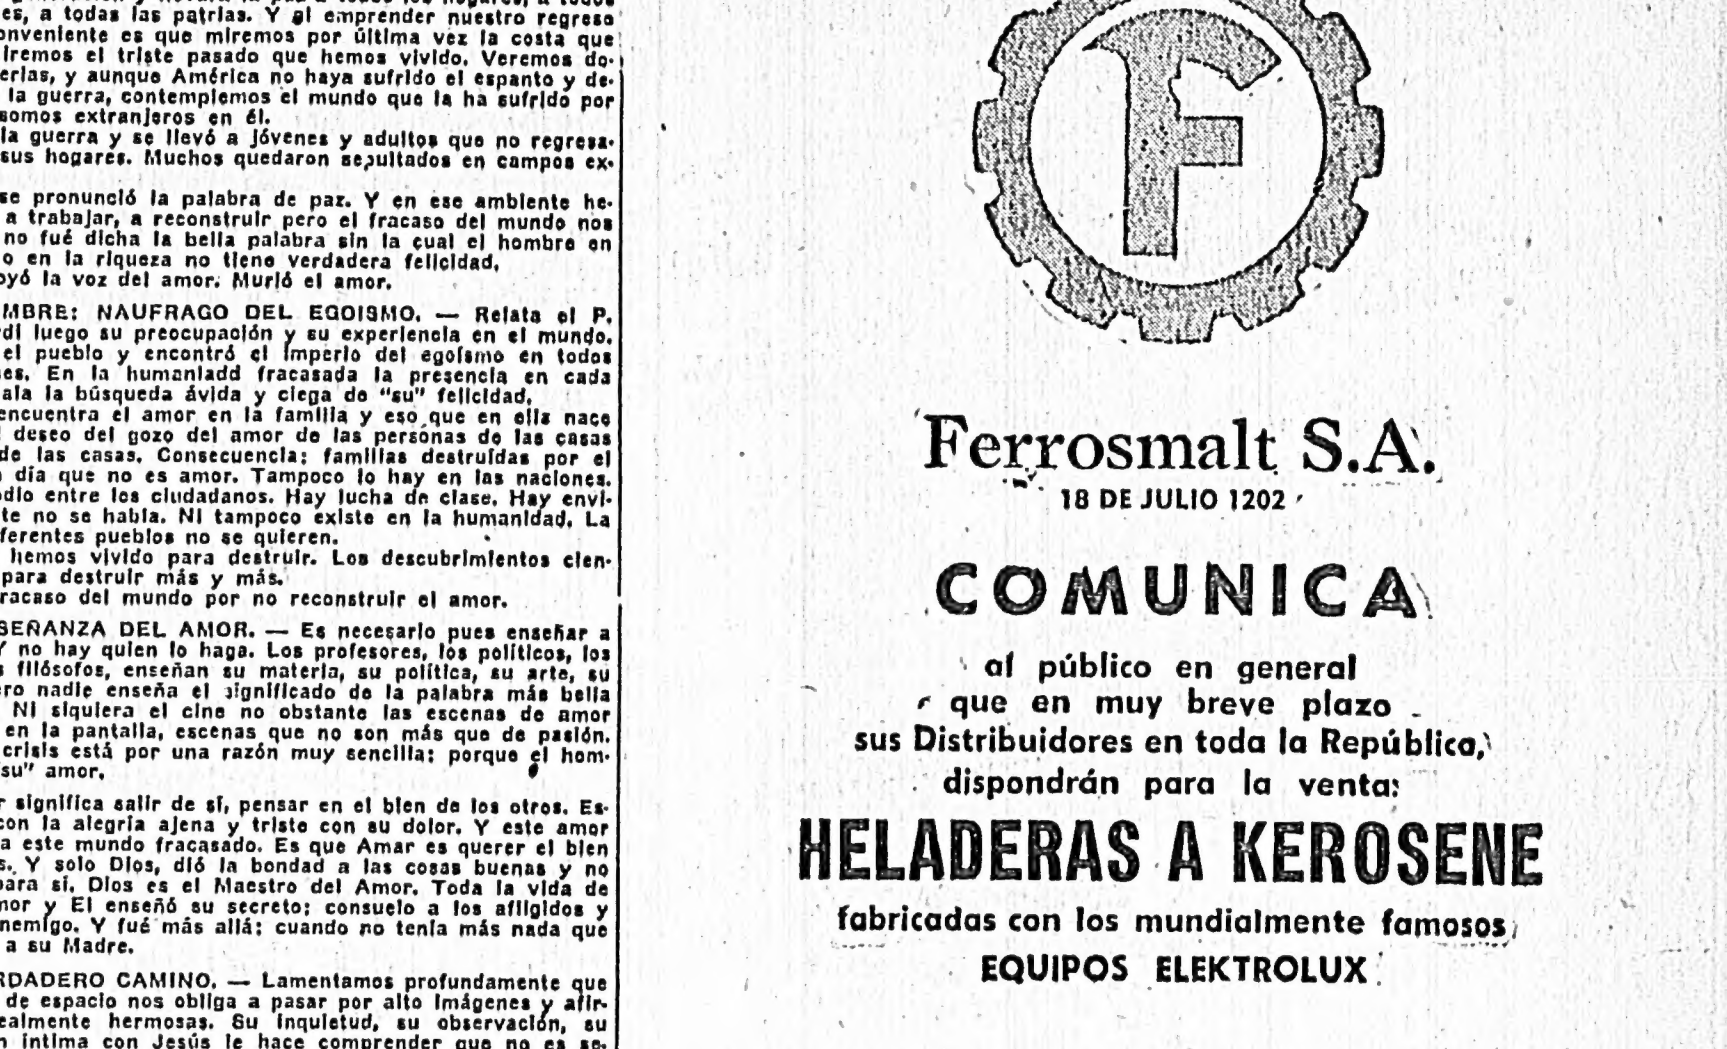 es, a todas las patrias. Y al emprender nuestro regreso
onveniente es que miremos por última vez la costa que
iremos el triste pasado que hemos vivido. Veremos do-
erias, y aunque América no haya sufrido el espanto y de-
la guerra, contemplemos el mundo que la ha sufrido por
somos extranjeros en él.
la guerra y se llevó a jóvenes y adultos que no regresa-
sus hogares. Muchos quedaron sepultados en campos ex-
se pronunció la palabra de paz. Y en ese ambiente he-
a trabajar, a reconstruir pero el fracaso del mundo nos
no fué dicha la bella palabra sin la cual el hombre en
o en la riqueza no tiene verdadera felicidad.
oyó la voz del amor. Murió el amor.
MBRE: NAUFRAGO DEL EGOISMO. — Relata el P.
rdi luego su preocupación y su experiencia en el mundo.
el pueblo y encontró el imperio del egoísmo en todos
es. En la humaniadd fracasada la presencia en cada
ala la búsqueda ávida y ciega de "su" felicidad.
encuentra el amor en la familia y eso que en ella nace
deseo del gozo del amor de las personas de las casas
de las casas. Consecuencia: familias destruídas por el
día que no es amor. Tampoco lo hay en las naciones.
odio entre los ciudadanos. Hay lucha de clase. Hay envi-
te no se habla. Ni tampoco existe en la humanidad. La
ferentes pueblos no se quieren.
hemos vivido para destruir. Los descubrimientos cien-
para destruir más y más.
racaso del mundo por no reconstruir el amor.
SEÑANZA DEL AMOR. — Es necesario pues enseñar a
Y no hay quien lo haga. Los profesores, los políticos, los
s filósofos, enseñan su materia, su política, su arte, su
ro nadie enseña el significado de la palabra más bella
Ni siquiera el cine no obstante las escenas de amor
en la pantalla, escenas que no son más que de pasión.
crisis está por una razón muy sencilla: porque el hom-
"su" amor.
r significa salir de sí, pensar en el bien de los otros. Es-
con la alegría ajena y triste con su dolor. Y este amor
a este mundo fracasado. Es que Amar es querer el bien
s. Y solo Dios, dió la bondad a las cosas buenas y no
para sí. Dios es el Maestro del Amor. Toda la vida de
mor y El enseñó su secreto: consuelo a los afligidos y
nemigo. Y fué más allá: cuando no tenía más nada que
a su Madre.
RDADERO CAMINO. — Lamentamos profundamente que
de espacio nos obliga a pasar por alto imágenes y afir-
ealmente hermosas. Su inquietud, su observación, su
n íntima con Jesús le hace comprender que no es se-
F
Ferrosmalt S.A.
18 DE JULIO 1202
COMUNICA
al público en general
que en muy breve plazo
sus Distribuidores en toda la República,
dispondrán para la venta:
HELADERAS A KEROSENE
fabricadas con los mundialmente famosos
EQUIPOS ELEKTROLUX